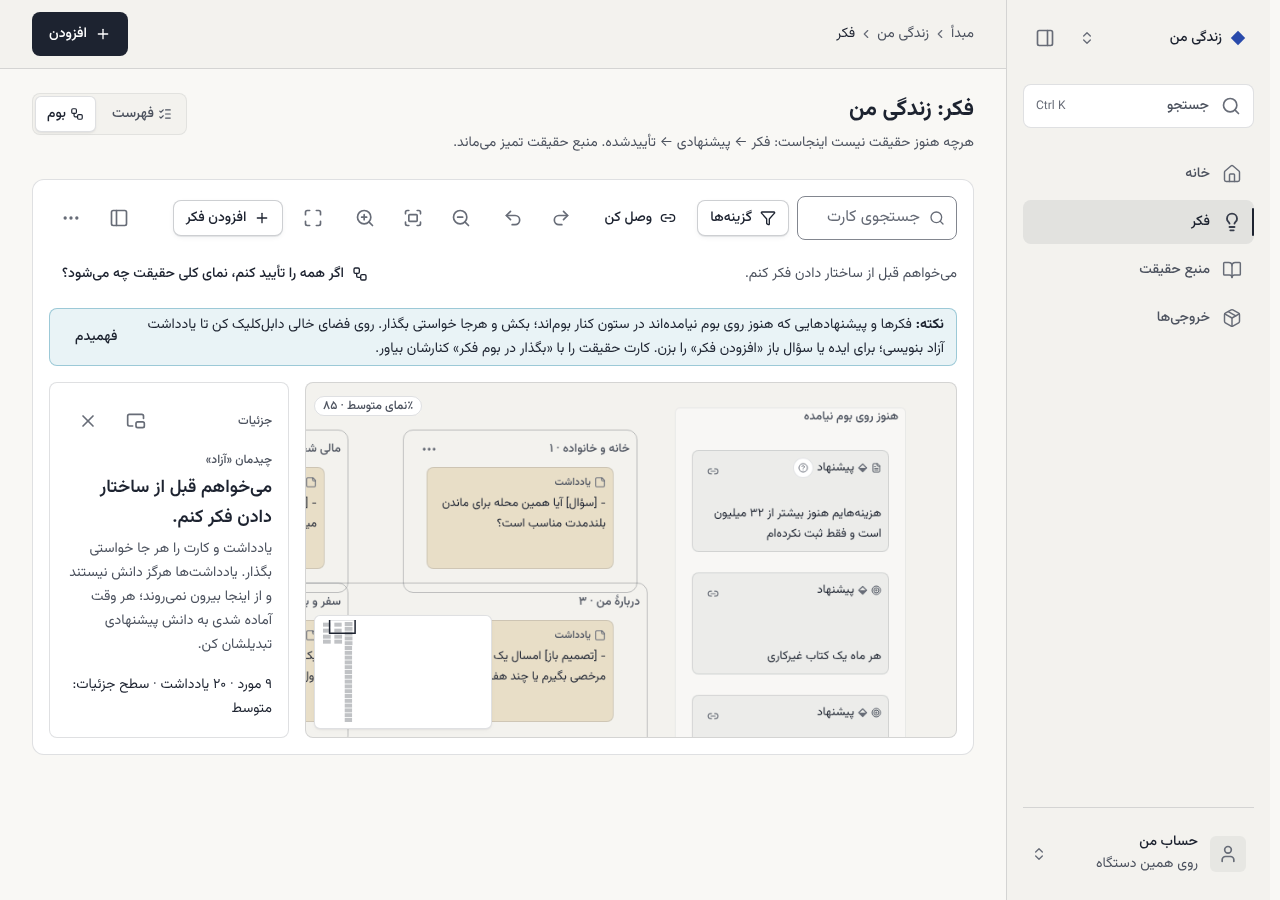 زندگی من
جستجو
Ctrl K
خانه
فکر
منبع حقیقت
خروجی‌ها
حساب من
روی همین دستگاه
مبدأ › زندگی من › فکر
افزودن
فکر: زندگی من
هرچه هنوز حقیقت نیست اینجاست: فکر ← پیشنهادی ← تأییدشده. منبع حقیقت تمیز می‌ماند.
فهرست
بوم
جستجوی کارت
گزینه‌ها
وصل کن
افزودن فکر
می‌خواهم قبل از ساختار دادن فکر کنم.
اگر همه را تأیید کنم، نمای کلی حقیقت چه می‌شود؟
نکته: فکرها و پیشنهادهایی که هنوز روی بوم نیامده‌اند در ستون کنار بوم‌اند؛ بکش و هرجا خواستی بگذار. روی فضای خالی دابل‌کلیک کن تا یادداشت
آزاد بنویسی؛ برای ایده یا سؤال باز «افزودن فکر» را بزن. کارت حقیقت را با «بگذار در بوم فکر» کنارشان بیاور.
فهمیدم
هنوز روی بوم نیامده
پیشنهاد
هزینه‌هایم هنوز بیشتر از ۳۲ میلیون
است و فقط ثبت نکرده‌ام
پیشنهاد
هر ماه یک کتاب غیرکاری
پیشنهاد
خانه و خانواده · ۱
یادداشت
- [سؤال] آیا همین محله برای ماندن
بلندمدت مناسب است؟
دربارهٔ من · ۳
یادداشت
- [تصمیم باز] امسال یک
مرخصی بگیرم یا چند هف
٪نمای متوسط · ۸۵
مالی ش
سفر و ب
جزئیات
چیدمان «آزاد»
می‌خواهم قبل از ساختار
دادن فکر کنم.
یادداشت و کارت را هر جا خواستی
بگذار. یادداشت‌ها هرگز دانش نیستند
و از اینجا بیرون نمی‌روند؛ هر وقت
آماده شدی به دانش پیشنهادی
تبدیلشان کن.
۹ مورد · ۲۰ یادداشت · سطح جزئیات:
متوسط